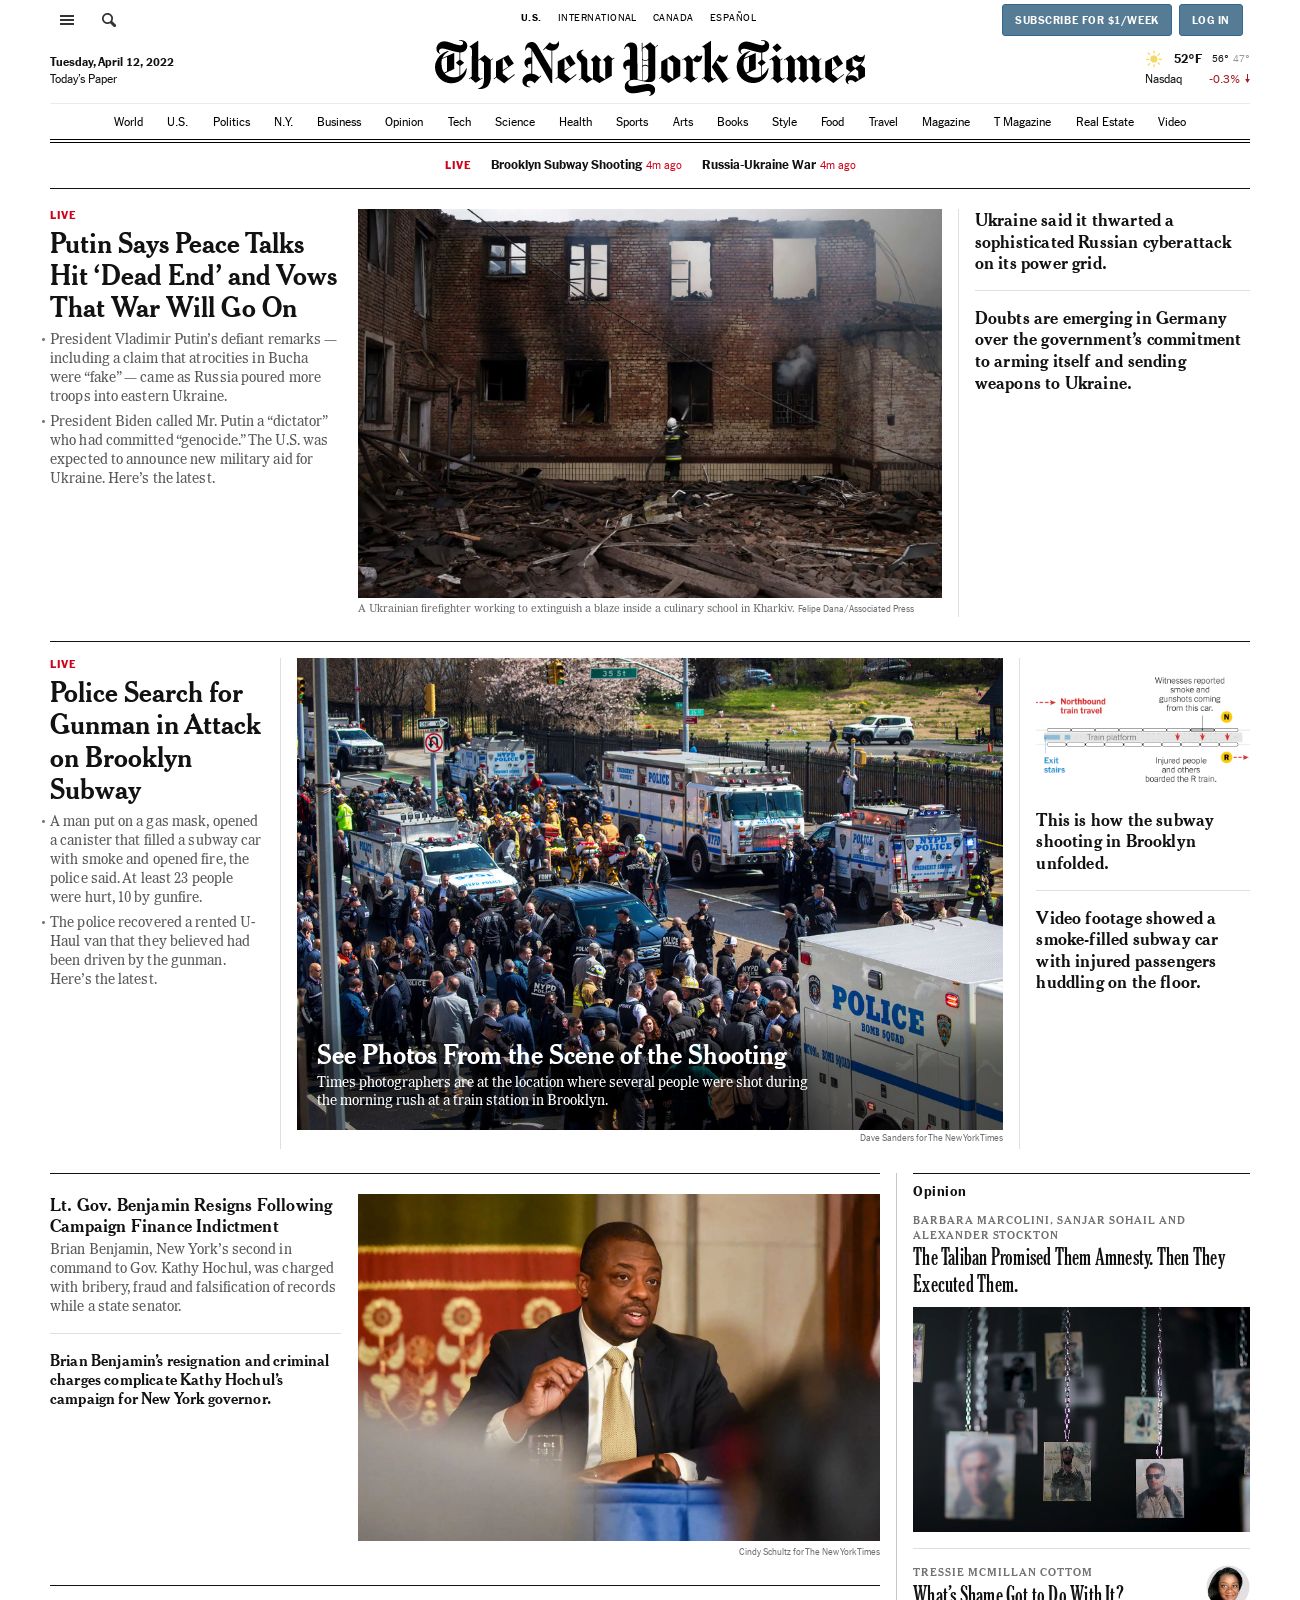 U.S. INTERNATIONAL CANADA ESPAÑOL
SUBSCRIBE FOR $1/WEEK LOG IN
Tuesday, April 12, 2022
Today's Paper
The New York Times
52°F 56° 47°
Nasdaq -0.3%
World U.S. Politics N.Y. Business Opinion Tech Science Health Sports Arts Books Style Food Travel Magazine T Magazine Real Estate Video
LIVE Brooklyn Subway Shooting 4m ago Russia-Ukraine War 4m ago
LIVE
Putin Says Peace Talks
Hit ‘Dead End’ and Vows
That War Will Go On
President Vladimir Putin’s defiant remarks —
including a claim that atrocities in Bucha
were “fake” — came as Russia poured more
troops into eastern Ukraine.
President Biden called Mr. Putin a “dictator”
who had committed “genocide.” The U.S. was
expected to announce new military aid for
Ukraine. Here’s the latest.
A Ukrainian firefighter working to extinguish a blaze inside a culinary school in Kharkiv. Felipe Dana/Associated Press
Ukraine said it thwarted a
sophisticated Russian cyberattack
on its power grid.
Doubts are emerging in Germany
over the government’s commitment
to arming itself and sending
weapons to Ukraine.
LIVE
Police Search for
Gunman in Attack
on Brooklyn
Subway
A man put on a gas mask, opened
a canister that filled a subway car
with smoke and opened fire, the
police said. At least 23 people
were hurt, 10 by gunfire.
The police recovered a rented U-
Haul van that they believed had
been driven by the gunman.
Here’s the latest.
35 St
POLICE
NYPD
POLICE
NYPD
POLICE
POLICE
POLICE
NYPD
NYPD
FDNY
POLICE
BOMB SQUAD
See Photos From the Scene of the Shooting
Times photographers are at the location where several people were shot during
the morning rush at a train station in Brooklyn.
Dave Sanders for The New York Times
Witnesses reported
smoke and
gunshots coming
from this car.
Northbound
train travel
N
Train platform
Exit
stairs
Injured people
and others
boarded the R train.
R
This is how the subway
shooting in Brooklyn
unfolded.
Video footage showed a
smoke-filled subway car
with injured passengers
huddling on the floor.
Lt. Gov. Benjamin Resigns Following
Campaign Finance Indictment
Brian Benjamin, New York’s second in
command to Gov. Kathy Hochul, was charged
with bribery, fraud and falsification of records
while a state senator.
Brian Benjamin’s resignation and criminal
charges complicate Kathy Hochul’s
campaign for New York governor.
Cindy Schultz for The New York Times
Opinion
BARBARA MARCOLINI, SANJAR SOHAIL AND
ALEXANDER STOCKTON
The Taliban Promised Them Amnesty. Then They
Executed Them.
TRESSIE MCMILLAN COTTOM
What’s Shame Got to Do With It?